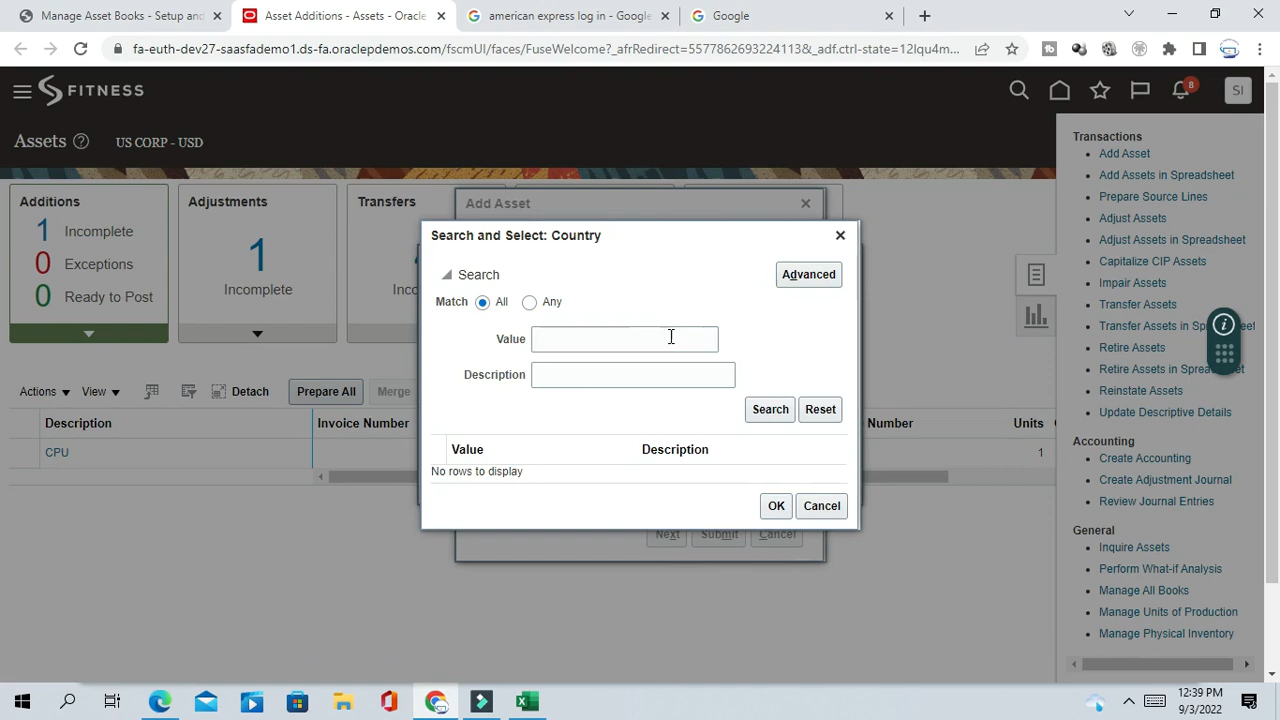 Manage Asset Books - Setup and
Asset Additions - Assets - Oracle
american express log in - Google
Google
fa-euth-dev27-saasfademo1.ds-fa.oraclepdemos.com/fscmUI/faces/FuseWelcome?_afrRedirect=5577862693224113&_adf.ctrl-state=12lqu4m...
FITNESS
8
SI
Assets
US CORP - USD
Additions
1 Incomplete
0 Exceptions
0 Ready to Post
Adjustments
1
Incomplete
Transfers
Add Asset
Search and Select: Country
Search
Advanced
Match All Any
Value
Description
Search Reset
Value Description
No rows to display
OK Cancel
Next Submit Cancel
Actions View Detach Prepare All Merge
Description Invoice Number Number Units
CPU 1
Transactions
Add Asset
Add Assets in Spreadsheet
Prepare Source Lines
Adjust Assets
Adjust Assets in Spreadsheet
Capitalize CIP Assets
Impair Assets
Transfer Assets
Transfer Assets in Spreadsheet
Retire Assets
Retire Assets in Spreadsheet
Reinstate Assets
Update Descriptive Details
Accounting
Create Accounting
Create Adjustment Journal
Review Journal Entries
General
Inquire Assets
Perform What-if Analysis
Manage All Books
Manage Units of Production
Manage Physical Inventory
12:39 PM
9/3/2022